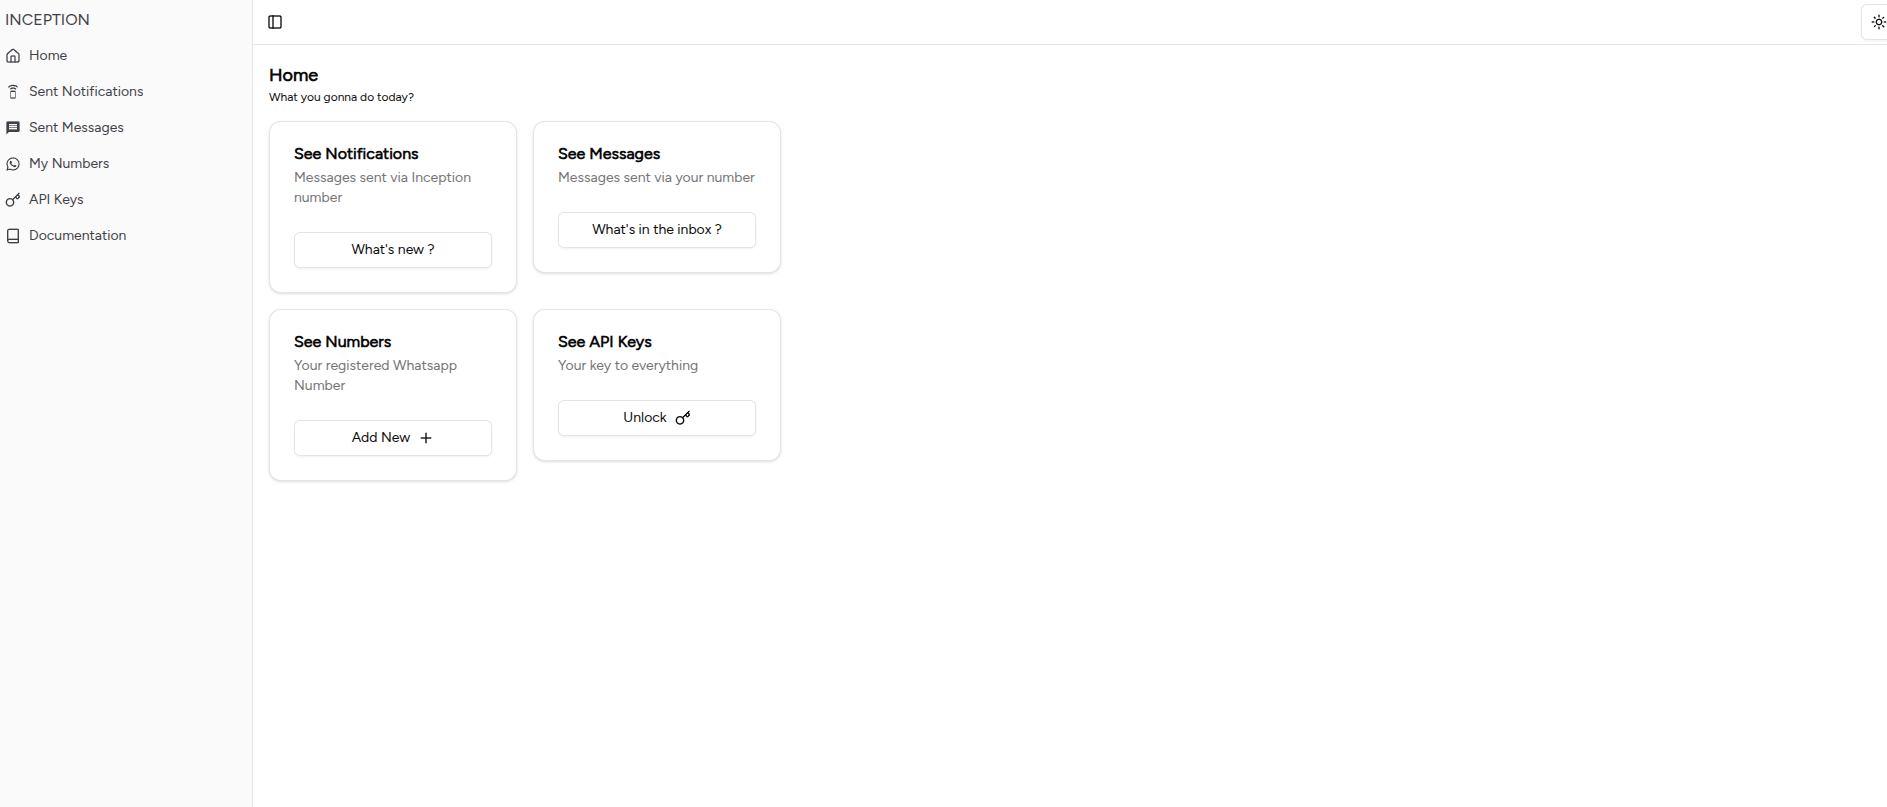 INCEPTION
Home
Sent Notifications
Sent Messages
My Numbers
API Keys
Documentation
Home
What you gonna do today?
See Notifications
Messages sent via Inception
number
What's new ?
See Messages
Messages sent via your number
What's in the inbox ?
See Numbers
Your registered Whatsapp
Number
Add New
See API Keys
Your key to everything
Unlock